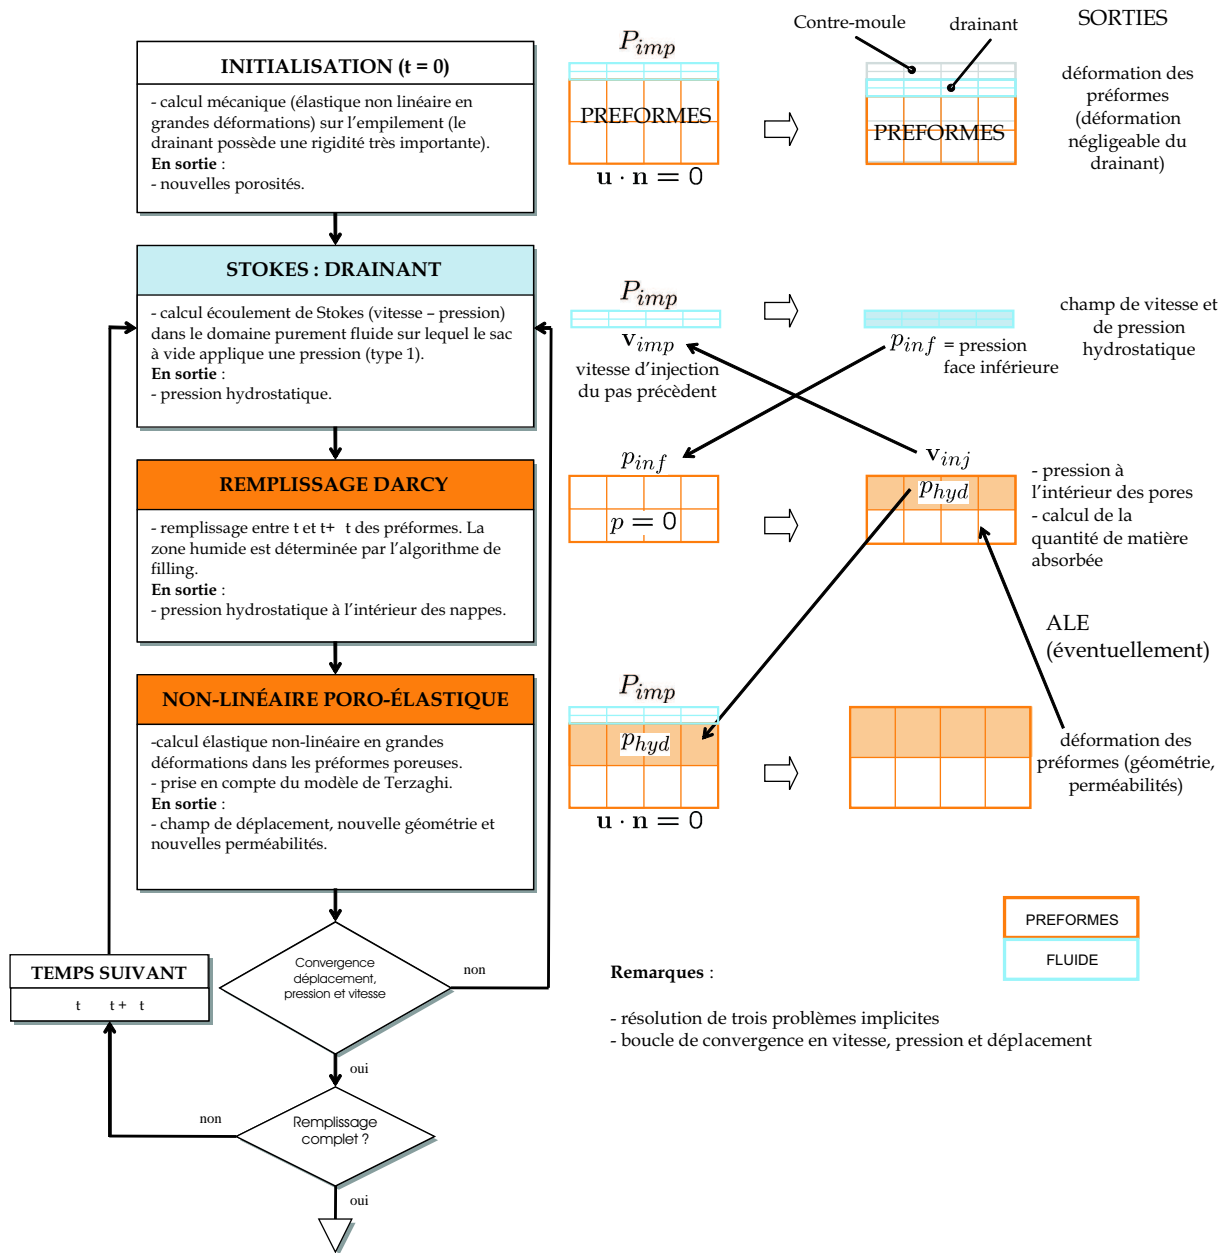 INITIALISATION (t = 0)
- calcul mécanique (élastique non linéaire en
grandes déformations) sur l'empilement (le
drainant possède une rigidité très importante).
En sortie :
- nouvelles porosités.
P_imp
PREFORMES
u · n = 0
Contre-moule
drainant
PREFORMES
SORTIES
déformation des
préformes
(déformation
négligeable du
drainant)
STOKES : DRAINANT
- calcul écoulement de Stokes (vitesse – pression)
dans le domaine purement fluide sur lequel le sac
à vide applique une pression (type 1).
En sortie :
- pression hydrostatique.
P_imp
v_imp
vitesse d'injection
du pas précèdent
p_inf = pression
face inférieure
champ de vitesse et
de pression
hydrostatique
REMPLISSAGE DARCY
- remplissage entre t et t+ t des préformes. La
zone humide est déterminée par l'algorithme de
filling.
En sortie :
- pression hydrostatique à l'intérieur des nappes.
p_inf
p = 0
v_inj
p_hyd
- pression à
l'intérieur des pores
- calcul de la
quantité de matière
absorbée
ALE
(éventuellement)
NON-LINÉAIRE PORO-ÉLASTIQUE
-calcul élastique non-linéaire en grandes
déformations dans les préformes poreuses.
- prise en compte du modèle de Terzaghi.
En sortie :
- champ de déplacement, nouvelle géométrie et
nouvelles perméabilités.
P_imp
p_hyd
u · n = 0
déformation des
préformes (géométrie,
perméabilités)
Convergence
déplacement,
pression et vitesse
non
oui
TEMPS SUIVANT
t t + t
Remplissage
complet ?
non
oui
PREFORMES
FLUIDE
Remarques :
- résolution de trois problèmes implicites
- boucle de convergence en vitesse, pression et déplacement